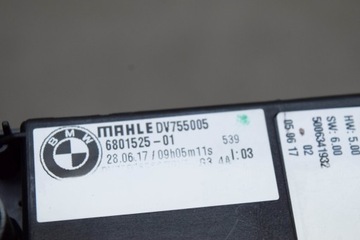 BMW
MAHLE DV755005
6801525-01 539
28.06.17/09h05m11s I:03
05 06 17 02
5006341932
SW: 6.00
HW: 5.00